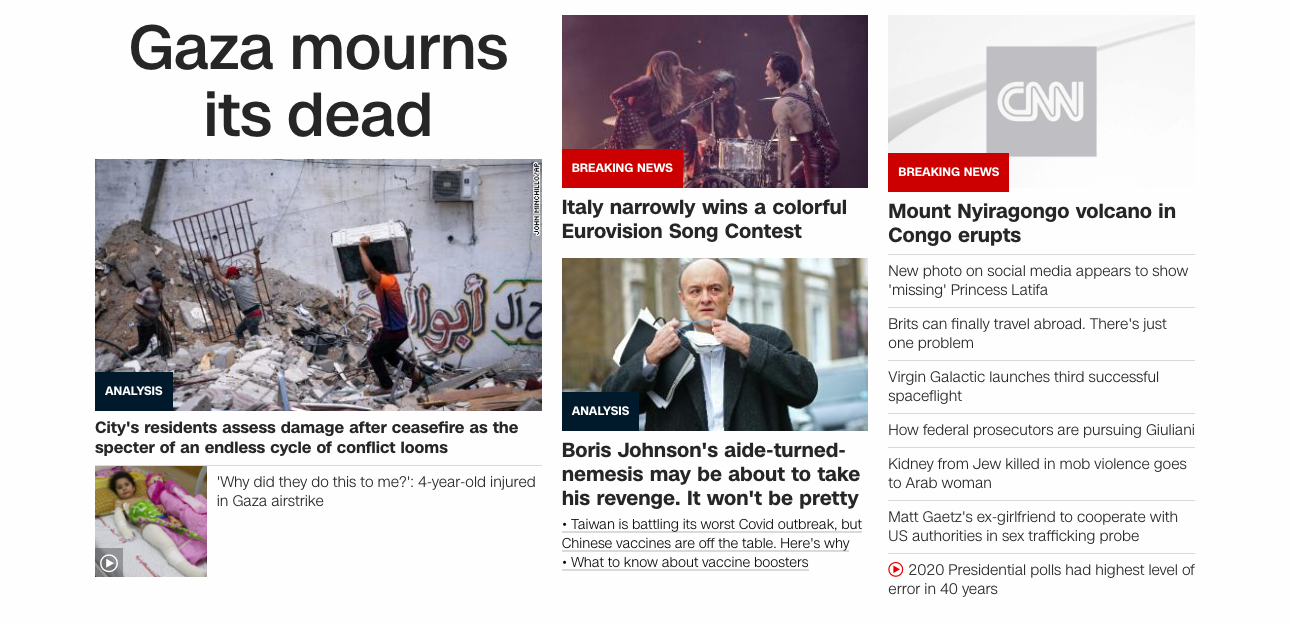 Gaza mourns
its dead
JOHN MINCHILLO/AP
أبوال
ح آل
ANALYSIS
City's residents assess damage after ceasefire as the
specter of an endless cycle of conflict looms
'Why did they do this to me?': 4-year-old injured
in Gaza airstrike
BREAKING NEWS
Italy narrowly wins a colorful
Eurovision Song Contest
ANALYSIS
Boris Johnson's aide-turned-
nemesis may be about to take
his revenge. It won't be pretty
• Taiwan is battling its worst Covid outbreak, but
Chinese vaccines are off the table. Here's why
• What to know about vaccine boosters
CNN
BREAKING NEWS
Mount Nyiragongo volcano in
Congo erupts
New photo on social media appears to show
'missing' Princess Latifa
Brits can finally travel abroad. There's just
one problem
Virgin Galactic launches third successful
spaceflight
How federal prosecutors are pursuing Giuliani
Kidney from Jew killed in mob violence goes
to Arab woman
Matt Gaetz's ex-girlfriend to cooperate with
US authorities in sex trafficking probe
2020 Presidential polls had highest level of
error in 40 years